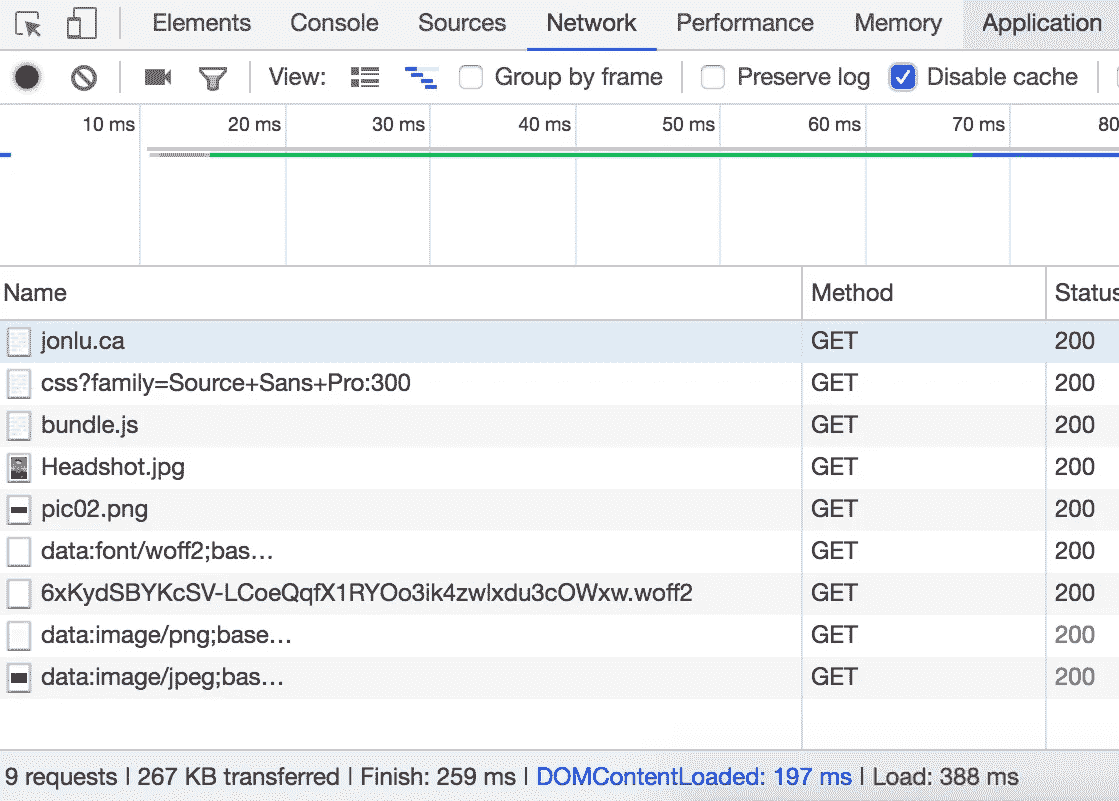 Elements Console Sources Network Performance Memory Application
View: Group by frame Preserve log Disable cache
10 ms 20 ms 30 ms 40 ms 50 ms 60 ms 70 ms 80
Name Method Status
jonlu.ca GET 200
css?family=Source+Sans+Pro:300 GET 200
bundle.js GET 200
Headshot.jpg GET 200
pic02.png GET 200
data:font/woff2;bas… GET 200
6xKydSBYKcSV-LCoeQqfX1RYOo3ik4zwlxdu3cOWxw.woff2 GET 200
data:image/png;base… GET 200
data:image/jpeg;bas… GET 200
9 requests | 267 KB transferred | Finish: 259 ms | DOMContentLoaded: 197 ms | Load: 388 ms